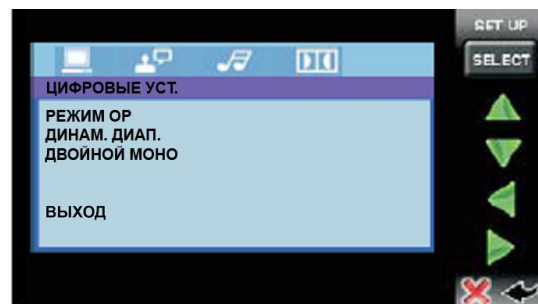 SET UP
SELECT
ЦИФРОВЫЕ УСТ.
РЕЖИМ ОР
ДИНАМ. ДИАП.
ДВОЙНОЙ МОНО
ВЫХОД